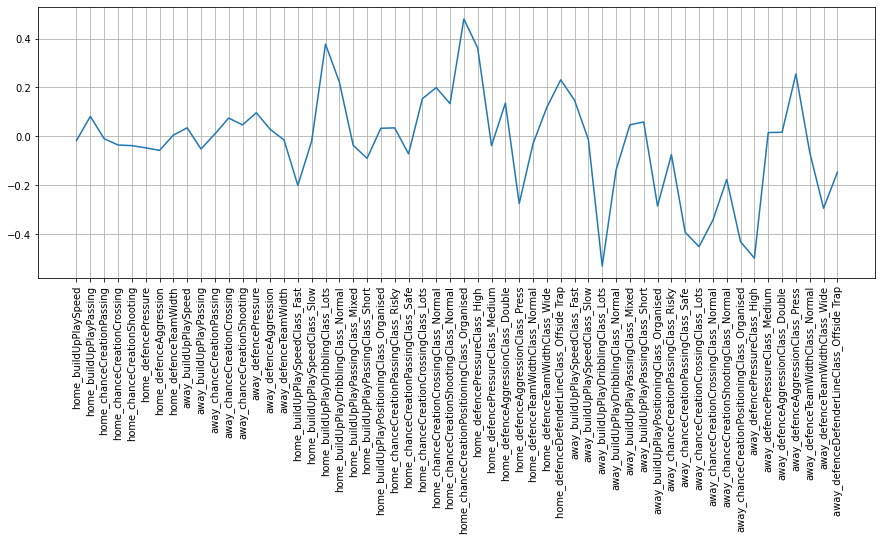 0.4
0.2
0.0
−0.2
−0.4
home_buildUpPlaySpeed
home_buildUpPlayPassing
home_chanceCreationPassing
home_chanceCreationCrossing
home_chanceCreationShooting
home_defencePressure
home_defenceAggression
home_defenceTeamWidth
away_buildUpPlaySpeed
away_buildUpPlayPassing
away_chanceCreationPassing
away_chanceCreationCrossing
away_chanceCreationShooting
away_defencePressure
away_defenceAggression
away_defenceTeamWidth
home_buildUpPlaySpeedClass_Fast
home_buildUpPlaySpeedClass_Slow
home_buildUpPlayDribblingClass_Lots
home_buildUpPlayDribblingClass_Normal
home_buildUpPlayPassingClass_Mixed
home_buildUpPlayPassingClass_Short
home_buildUpPlayPositioningClass_Organised
home_chanceCreationPassingClass_Risky
home_chanceCreationPassingClass_Safe
home_chanceCreationCrossingClass_Lots
home_chanceCreationCrossingClass_Normal
home_chanceCreationShootingClass_Normal
home_chanceCreationPositioningClass_Organised
home_defencePressureClass_High
home_defencePressureClass_Medium
home_defenceAggressionClass_Double
home_defenceAggressionClass_Press
home_defenceTeamWidthClass_Normal
home_defenceTeamWidthClass_Wide
home_defenceDefenderLineClass_Offside Trap
away_buildUpPlaySpeedClass_Fast
away_buildUpPlaySpeedClass_Slow
away_buildUpPlayDribblingClass_Lots
away_buildUpPlayDribblingClass_Normal
away_buildUpPlayPassingClass_Mixed
away_buildUpPlayPassingClass_Short
away_buildUpPlayPositioningClass_Organised
away_chanceCreationPassingClass_Risky
away_chanceCreationPassingClass_Safe
away_chanceCreationCrossingClass_Lots
away_chanceCreationCrossingClass_Normal
away_chanceCreationShootingClass_Normal
away_chanceCreationPositioningClass_Organised
away_defencePressureClass_High
away_defencePressureClass_Medium
away_defenceAggressionClass_Double
away_defenceAggressionClass_Press
away_defenceTeamWidthClass_Normal
away_defenceTeamWidthClass_Wide
away_defenceDefenderLineClass_Offside Trap